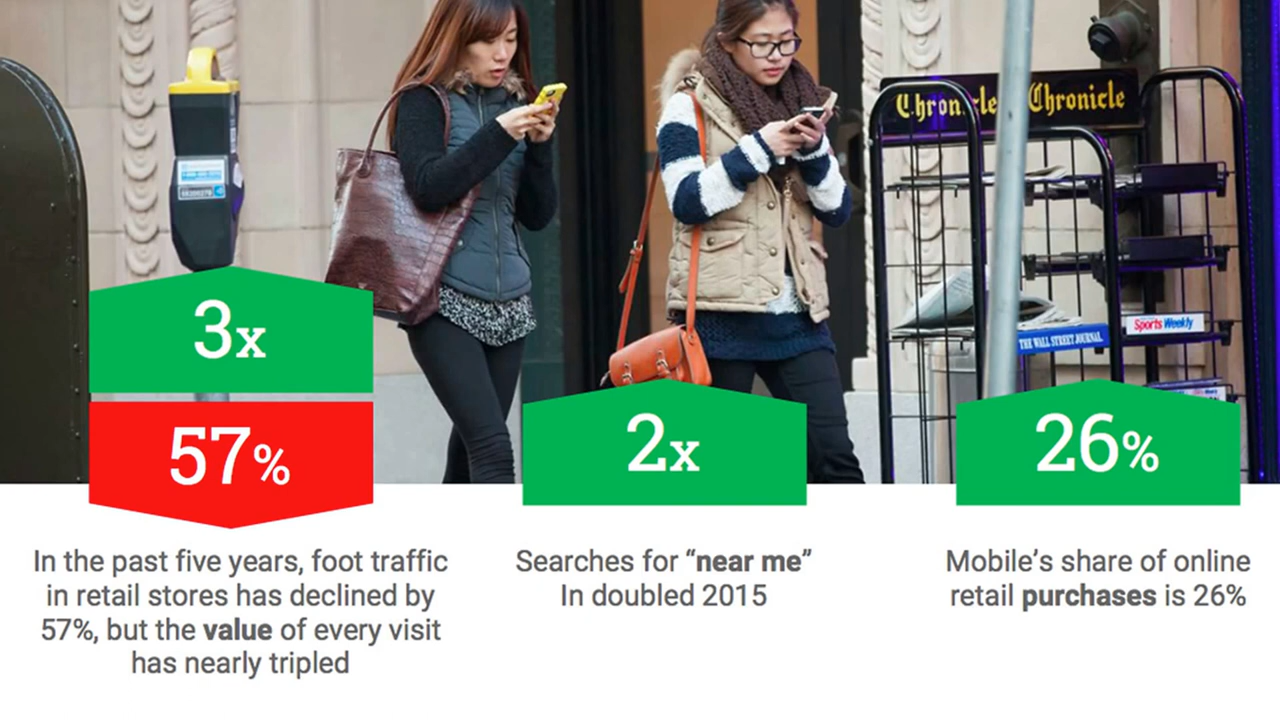 Chronicle Chronicle
THE WALL STREET JOURNAL
Sports Weekly
3x
57%
In the past five years, foot traffic
in retail stores has declined by
57%, but the value of every visit
has nearly tripled
2x
Searches for “near me”
In doubled 2015
26%
Mobile’s share of online
retail purchases is 26%